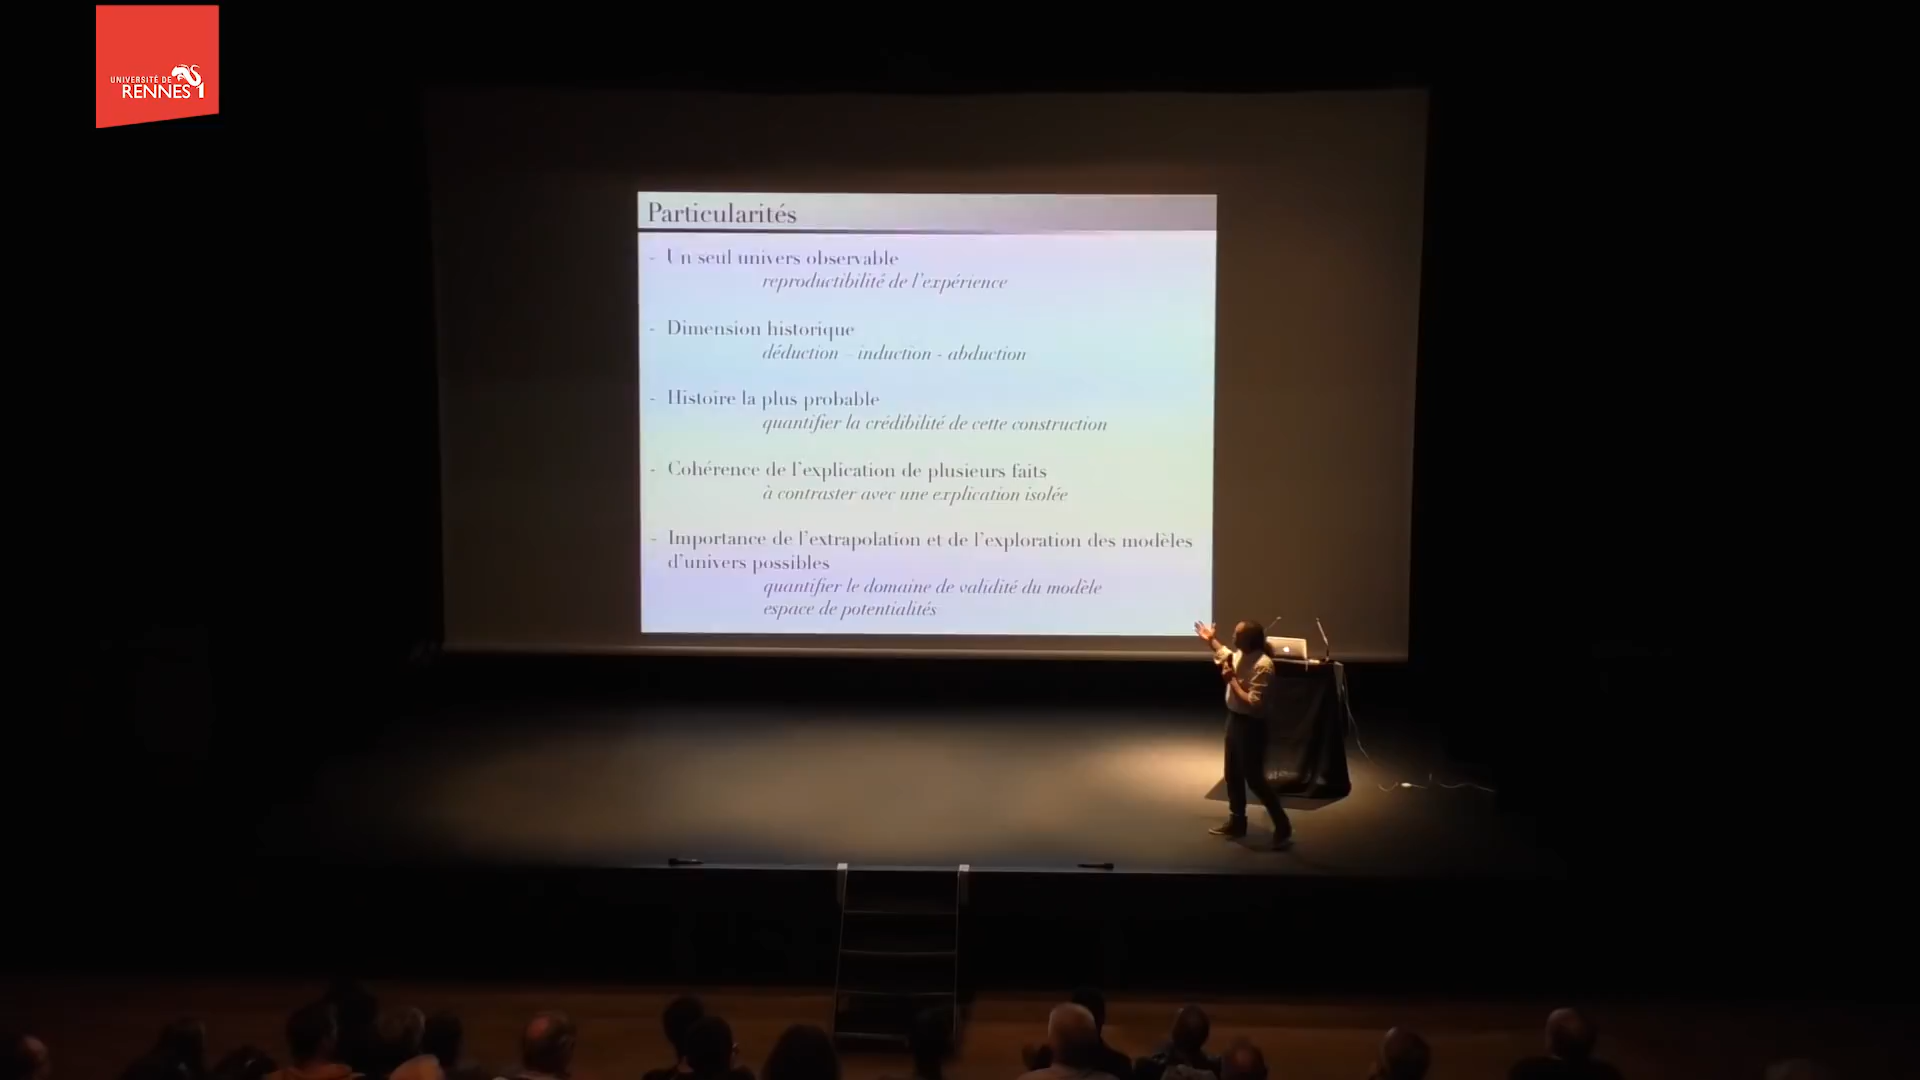 UNIVERSITÉ DE
RENNES 1
Particularités
- Un seul univers observable
reproductibilité de l'expérience
- Dimension historique
déduction – induction - abduction
- Histoire la plus probable
quantifier la crédibilité de cette construction
- Cohérence de l'explication de plusieurs faits
à contraster avec une explication isolée
- Importance de l'extrapolation et de l'exploration des modèles
d'univers possibles
quantifier le domaine de validité du modèle
espace de potentialités